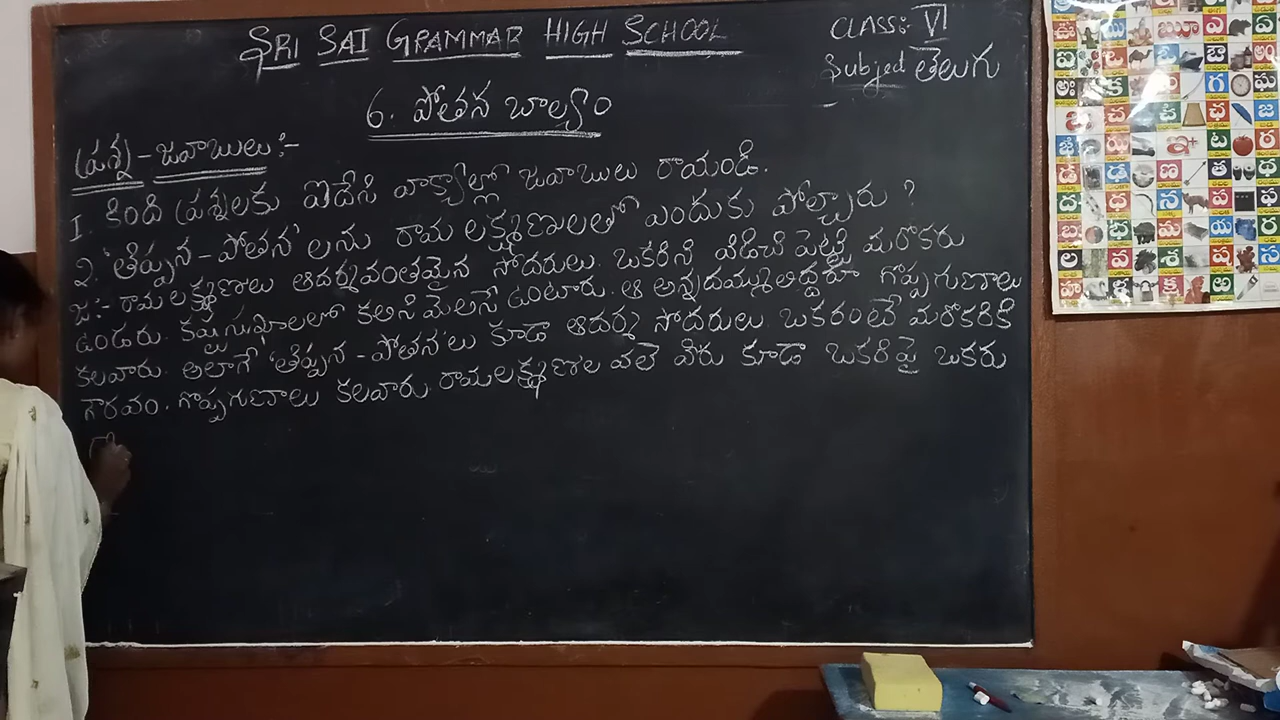 SRI SAI GRAMMAR HIGH SCHOOL
CLASS: VI
Subject తెలుగు
6. పోతన బాల్యం
ప్రశ్న - జవాబులు :-
I. కింది ప్రశ్నలకు ఐదేసి వాక్యాల్లో జవాబులు రాయండి.
2. 'తిప్పన - పోతన' లను రామలక్ష్మణులతో ఎందుకు పోల్చారు ?
జ:- రామలక్ష్మణులు ఆదర్శవంతమైన సోదరులు. ఒకరిని విడిచి పెట్టి మరొకరు
ఉండరు. కష్టసుఖాలలో కలిసిమెలసే ఉంటారు. ఆ అన్నదమ్ములిద్దరూ గొప్పగుణాలు
కలవారు. అలాగే 'తిప్పన - పోతన'లు కూడా ఆదర్శ సోదరులు. ఒకరంటే మరొకరికి
గౌరవం. గొప్పగుణాలు కలవారు. రామలక్ష్మణుల వలె వీరు కూడా ఒకరిపై ఒకరు